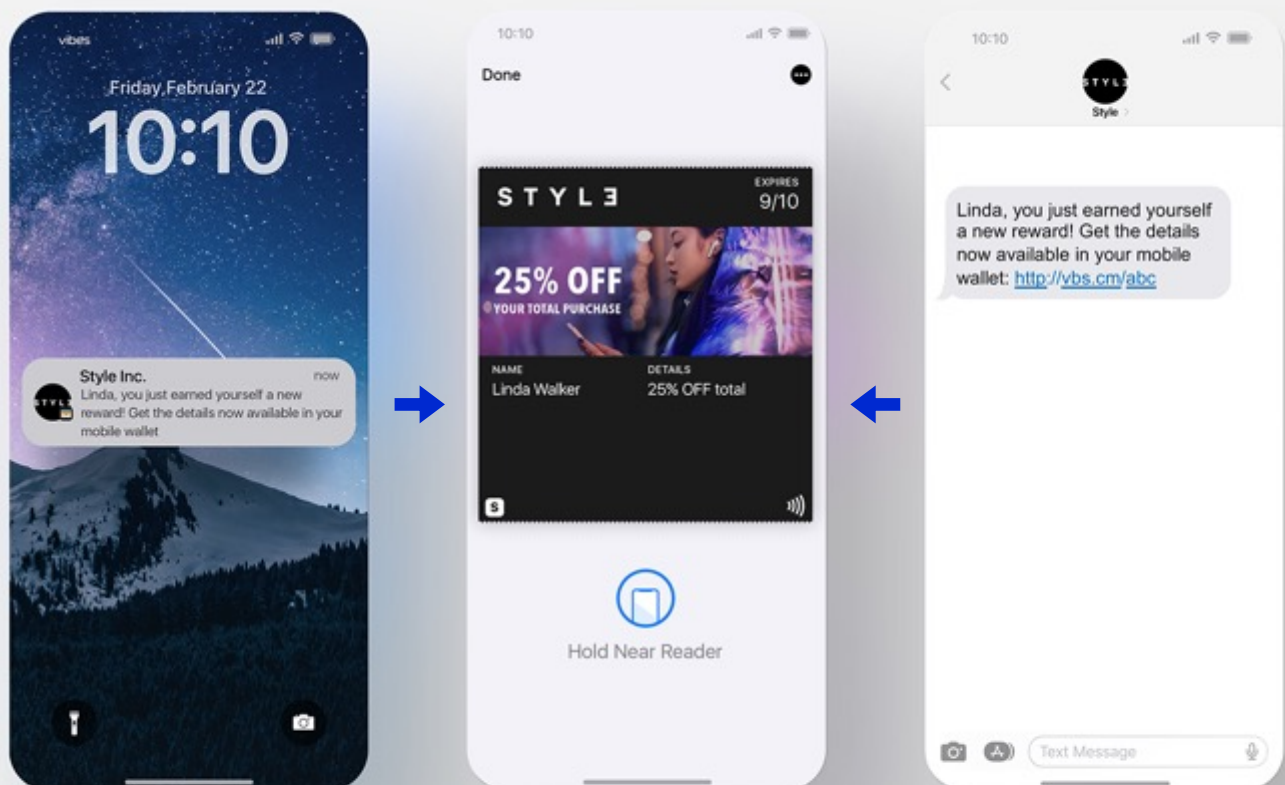 vibes
Friday,February 22
10:10
STYLƎ
Style Inc.
now
Linda, you just earned yourself a new
reward! Get the details now available in your
mobile wallet
10:10
Done
STYLƎ
EXPIRES
9/10
25% OFF
YOUR TOTAL PURCHASE
NAME
Linda Walker
DETAILS
25% OFF total
S
Hold Near Reader
10:10
STYLƎ
Style
Linda, you just earned yourself
a new reward! Get the details
now available in your mobile
wallet: http://vbs.cm/abc
Text Message